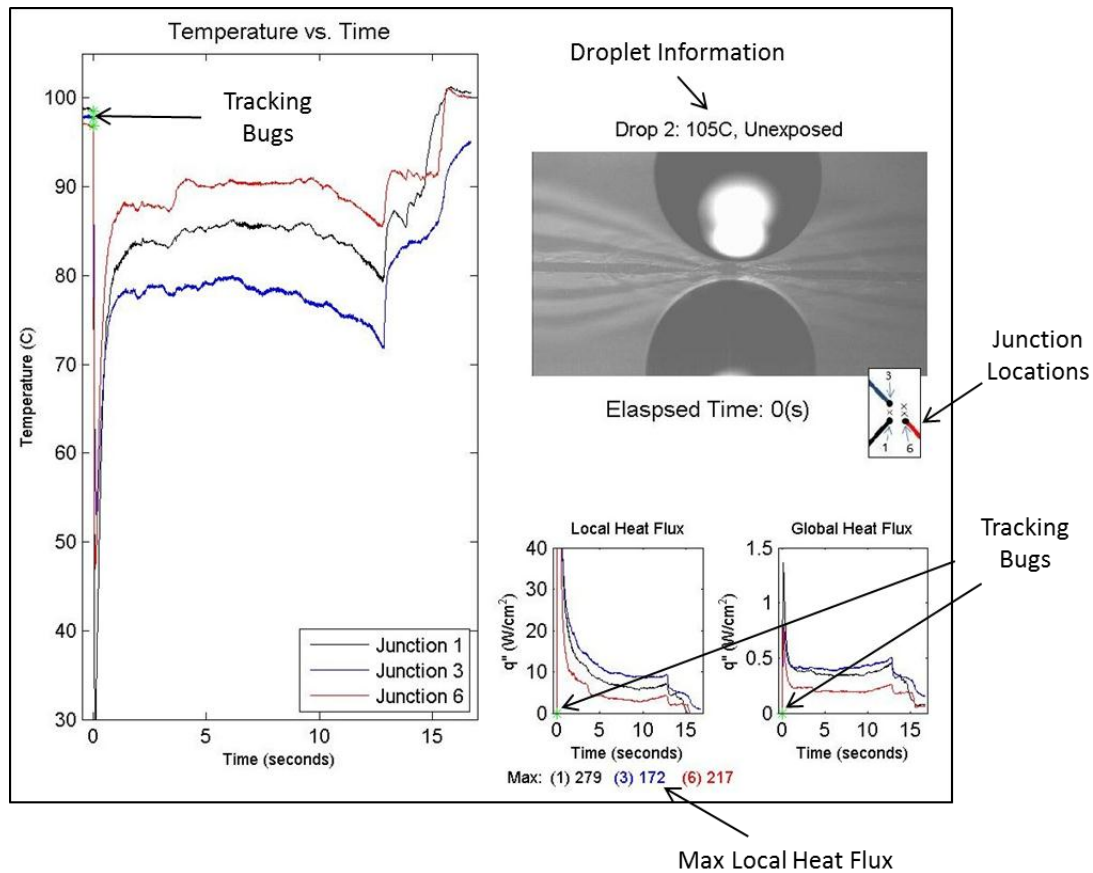 Temperature vs. Time
Droplet Information
Drop 2: 105C, Unexposed
Tracking
Bugs
Temperature (C)
100
90
80
70
60
50
40
30
0
5
10
15
Time (seconds)
Junction 1
Junction 3
Junction 6
Elaspsed Time: 0(s)
Junction
Locations
3
x xx
x
1 6
Local Heat Flux
q" (W/cm²)
40
30
20
10
0
0 5 10 15
Time (seconds)
Max: (1) 279 (3) 172 (6) 217
Global Heat Flux
q" (W/cm²)
1.5
1
0.5
0
0 5 10 15
Time (seconds)
Tracking
Bugs
Max Local Heat Flux